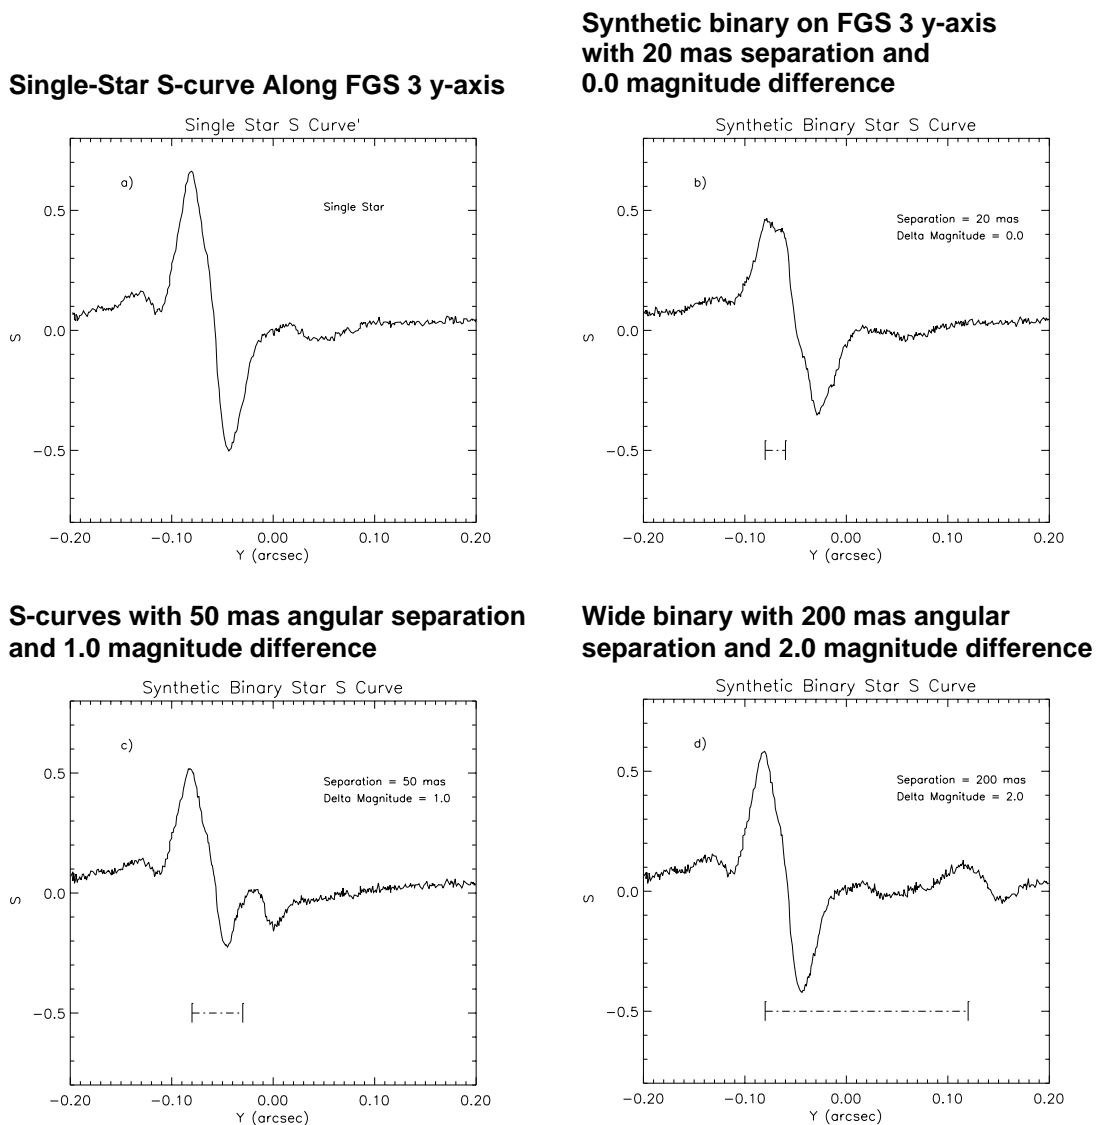 Single-Star S-curve Along FGS 3 y-axis
Single Star S Curve'
a)
Single Star
0.5
0.0
−0.5
S
−0.20
−0.10
0.00
0.10
0.20
Y (arcsec)
Synthetic binary on FGS 3 y-axis
with 20 mas separation and
0.0 magnitude difference
Synthetic Binary Star S Curve
b)
Separation = 20 mas
Delta Magnitude = 0.0
0.5
0.0
−0.5
S
−0.20
−0.10
0.00
0.10
0.20
Y (arcsec)
S-curves with 50 mas angular separation
and 1.0 magnitude difference
Synthetic Binary Star S Curve
c)
Separation = 50 mas
Delta Magnitude = 1.0
0.5
0.0
−0.5
S
−0.20
−0.10
0.00
0.10
0.20
Y (arcsec)
Wide binary with 200 mas angular
separation and 2.0 magnitude difference
Synthetic Binary Star S Curve
d)
Separation = 200 mas
Delta Magnitude = 2.0
0.5
0.0
−0.5
S
−0.20
−0.10
0.00
0.10
0.20
Y (arcsec)